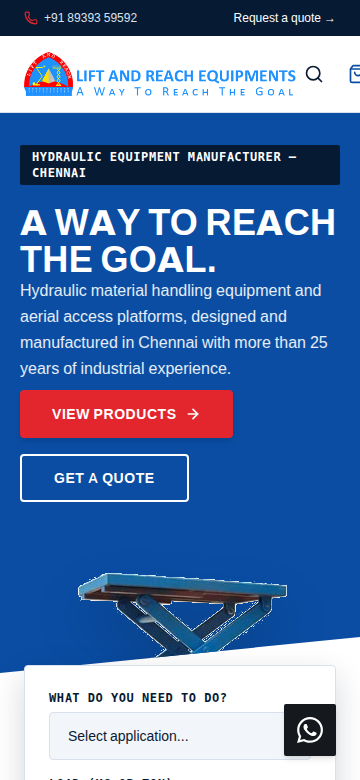 +91 89393 59592
Request a quote →
LIFT AND REACH EQUIPMENTS
A WAY TO REACH THE GOAL
HYDRAULIC EQUIPMENT MANUFACTURER —
CHENNAI
A WAY TO REACH
THE GOAL.
Hydraulic material handling equipment and
aerial access platforms, designed and
manufactured in Chennai with more than 25
years of industrial experience.
VIEW PRODUCTS →
GET A QUOTE
WHAT DO YOU NEED TO DO?
Select application...